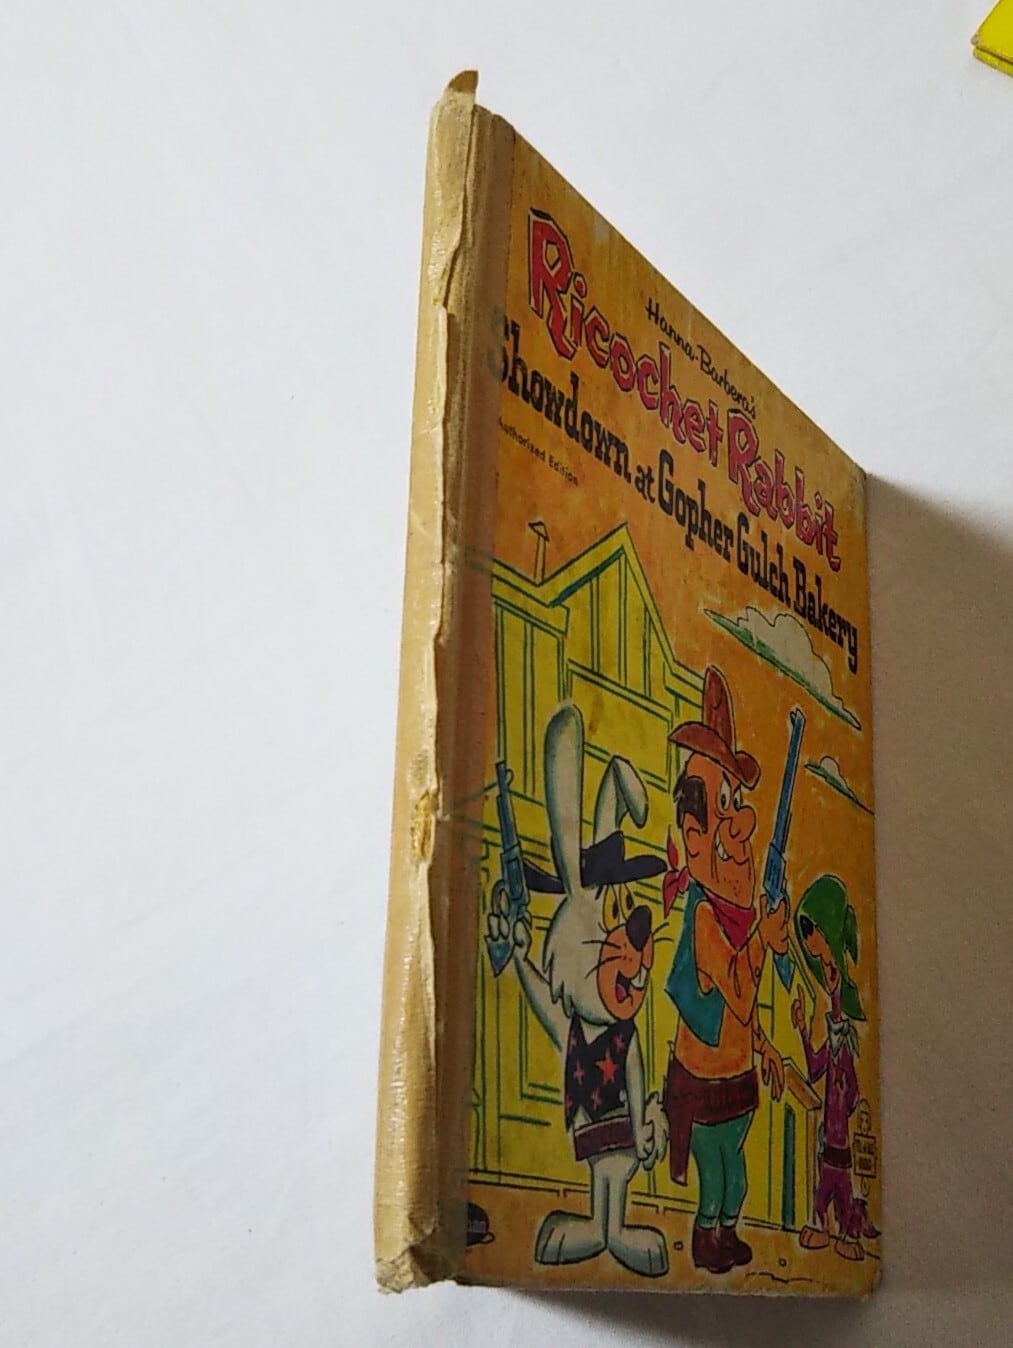 Hanna-Barbera's
Ricochet Rabbit
Showdown at Gopher Gulch Bakery
Authorized Edition